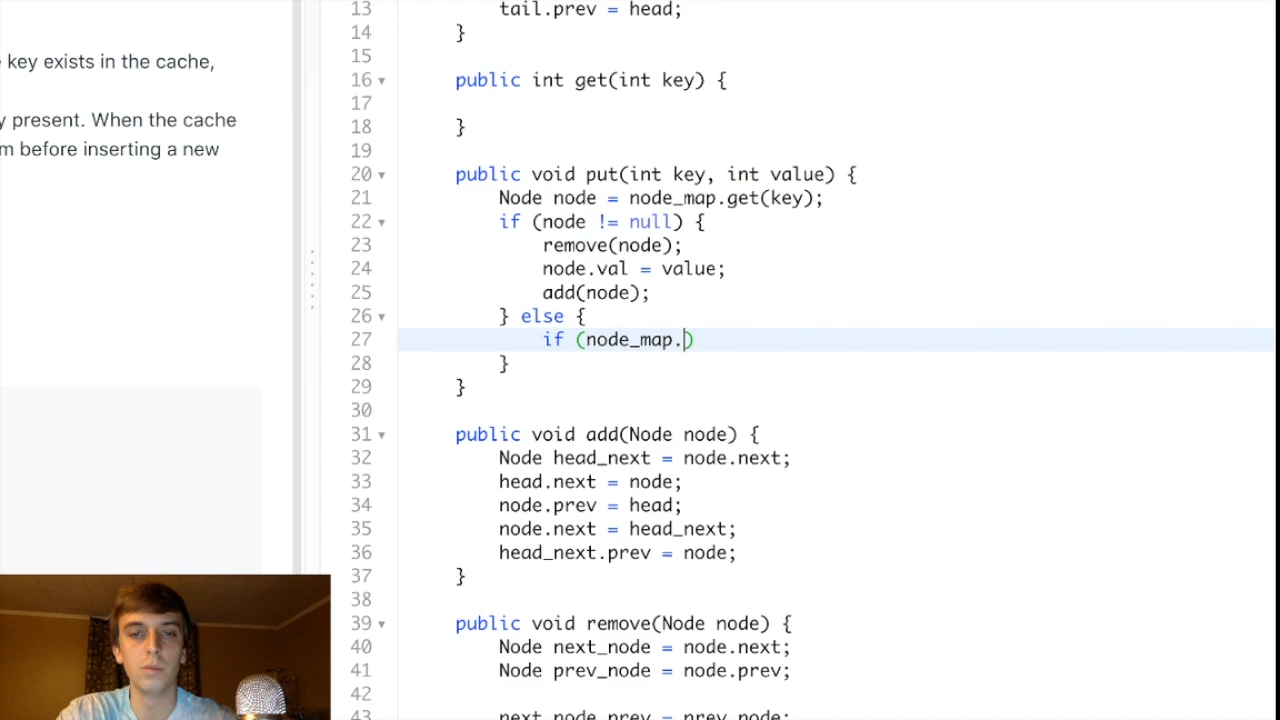 key exists in the cache,
y present. When the cache
m before inserting a new
13 tail.prev = head;
14 }
15
16 public int get(int key) {
17
18 }
19
20 public void put(int key, int value) {
21 Node node = node_map.get(key);
22 if (node != null) {
23 remove(node);
24 node.val = value;
25 add(node);
26 } else {
27 if (node_map.)
28 }
29 }
30
31 public void add(Node node) {
32 Node head_next = node.next;
33 head.next = node;
34 node.prev = head;
35 node.next = head_next;
36 head_next.prev = node;
37 }
38
39 public void remove(Node node) {
40 Node next_node = node.next;
41 Node prev_node = node.prev;
42
43 next_node.prev = prev_node;